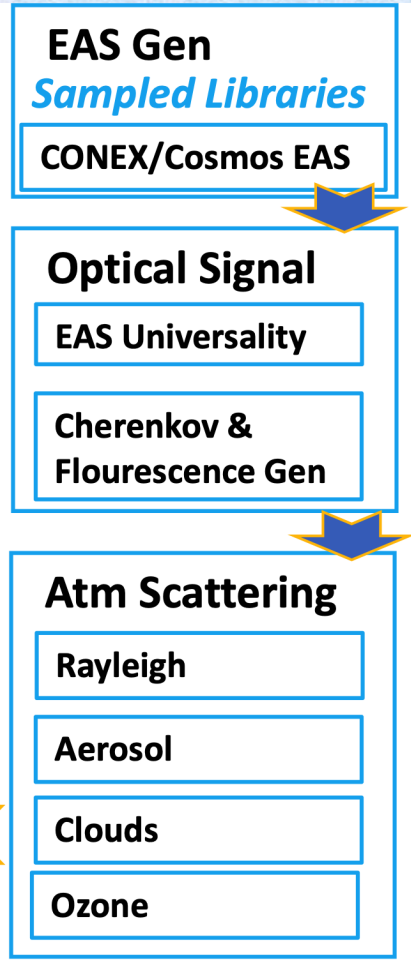 EAS Gen
Sampled Libraries
CONEX/Cosmos EAS
Optical Signal
EAS Universality
Cherenkov &
Flourescence Gen
Atm Scattering
Rayleigh
Aerosol
Clouds
Ozone